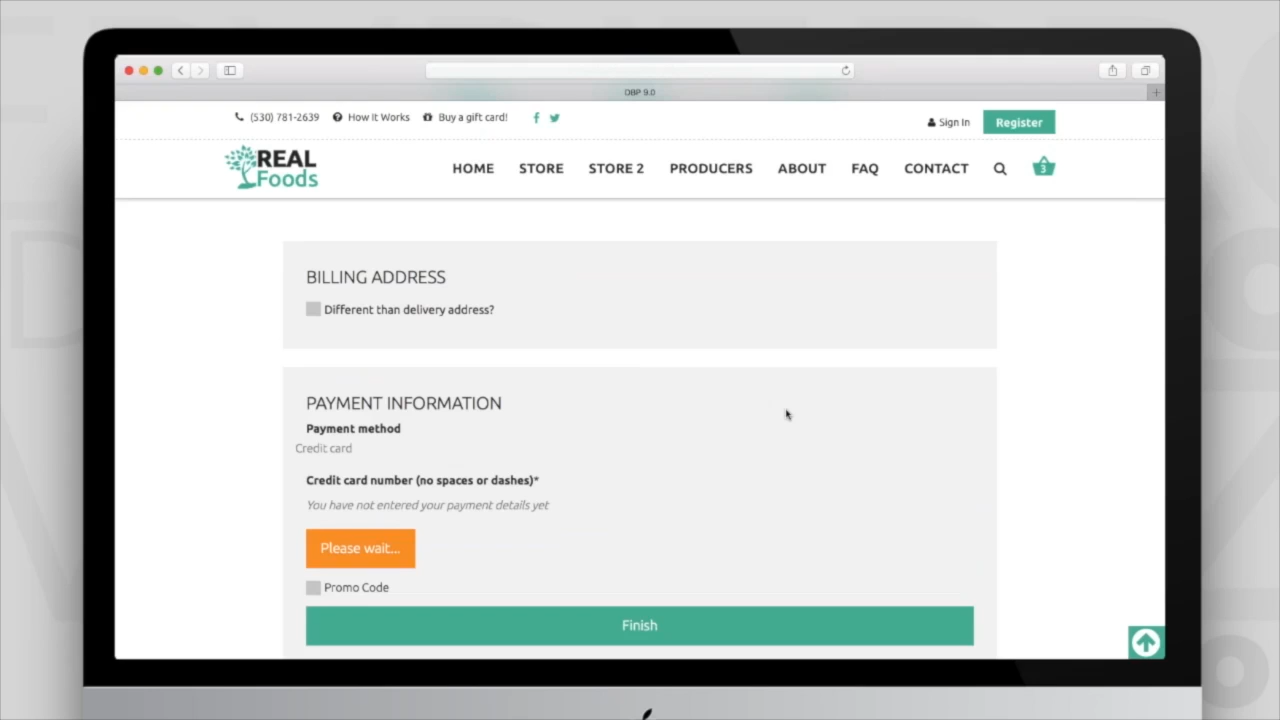 DBP 9.0
(530) 781-2639 How it Works Buy a gift card!
Sign In Register
REAL
Foods
HOME STORE STORE 2 PRODUCERS ABOUT FAQ CONTACT 3
BILLING ADDRESS
Different than delivery address?
PAYMENT INFORMATION
Payment method
Credit card
Credit card number (no spaces or dashes)*
You have not entered your payment details yet
Please wait...
Promo Code
Finish